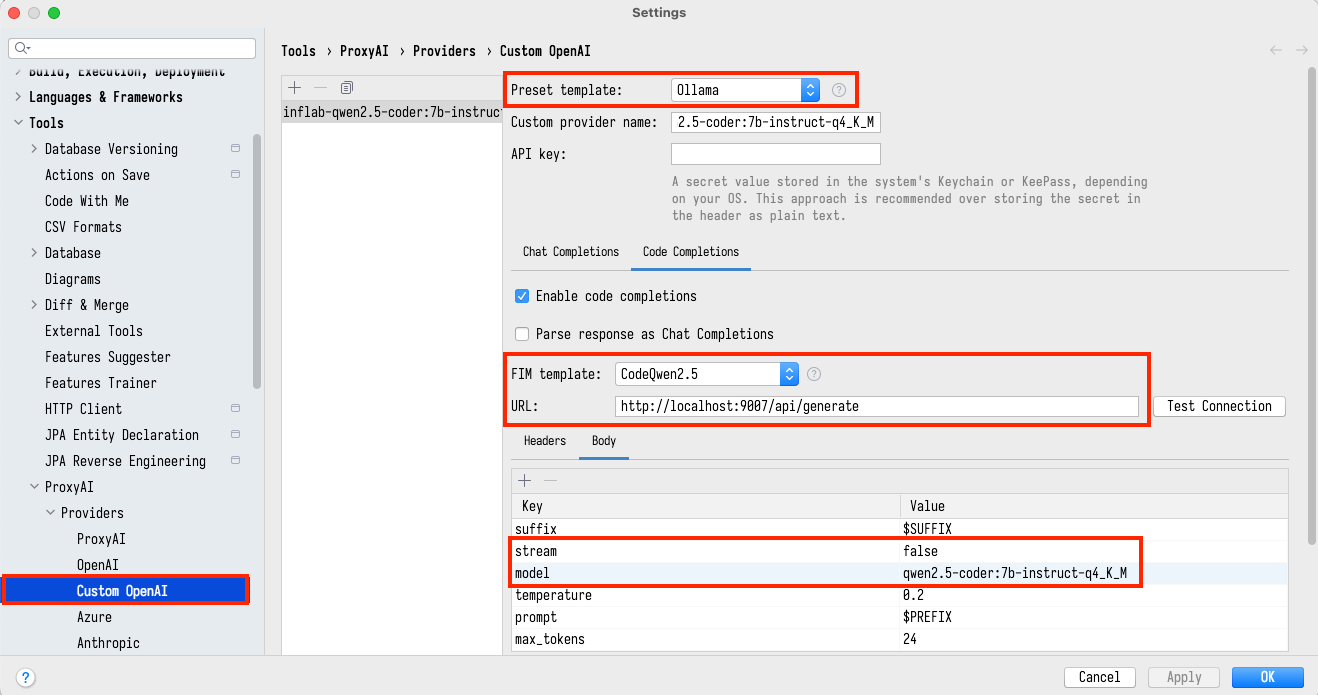 Settings
Build, Execution, Deployment
Languages & Frameworks
Tools
Database Versioning
Actions on Save
Code With Me
CSV Formats
Database
Diagrams
Diff & Merge
External Tools
Features Suggester
Features Trainer
HTTP Client
JPA Entity Declaration
JPA Reverse Engineering
ProxyAI
Providers
ProxyAI
OpenAI
Custom OpenAI
Azure
Anthropic
Tools › ProxyAI › Providers › Custom OpenAI
inflab-qwen2.5-coder:7b-instruct
Preset template: Ollama
Custom provider name: 2.5-coder:7b-instruct-q4_K_M
API key:
A secret value stored in the system's Keychain or KeePass, depending
on your OS. This approach is recommended over storing the secret in
the header as plain text.
Chat Completions Code Completions
Enable code completions
Parse response as Chat Completions
FIM template: CodeQwen2.5
URL: http://localhost:9007/api/generate Test Connection
Headers Body
Key Value
suffix $SUFFIX
stream false
model qwen2.5-coder:7b-instruct-q4_K_M
temperature 0.2
prompt $PREFIX
max_tokens 24
? Cancel Apply OK